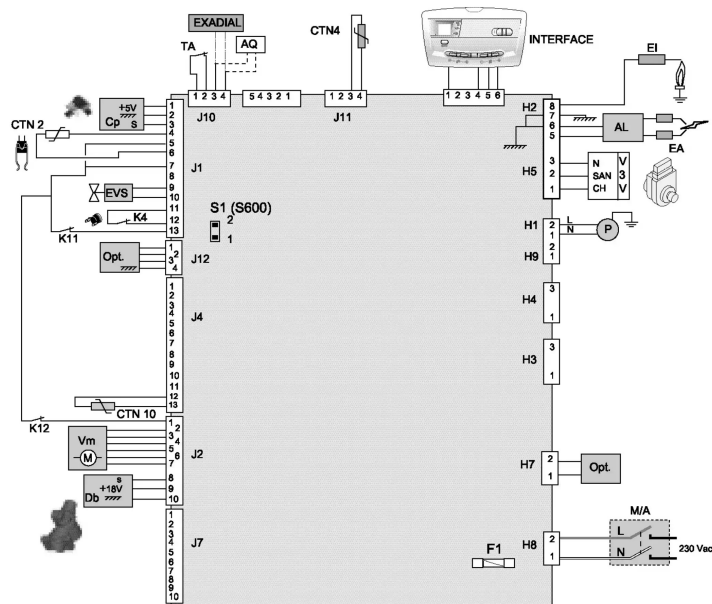 EXADIAL
AQ
TA
CTN4
INTERFACE
1 2 3 4
5 4 3 2 1
1 2 3 4
1 2 3 4 5 6
J10
J11
+5V
Cp S
1
2
3
4
5
6
7
8
9
10
11
12
13
J1
CTN 2
EVS
K4
K11
S1 (S600)
2
1
Opt.
1
2
3
4
J12
1
2
3
4
5
6
7
8
9
10
11
12
13
J4
CTN 10
K12
Vm
M
1
2
3
4
5
6
7
8
9
10
J2
S
+18V
Db
1
2
3
4
5
6
7
8
9
10
J7
H2
8
7
6
5
EI
AL
EA
H5
3
2
1
N
SAN
CH
V
3
V
H1
2
1
L
N
P
H9
2
1
H4
3
1
H3
3
1
H7
2
1
Opt.
M/A
H8
2
1
L
N
230 Vac
F1